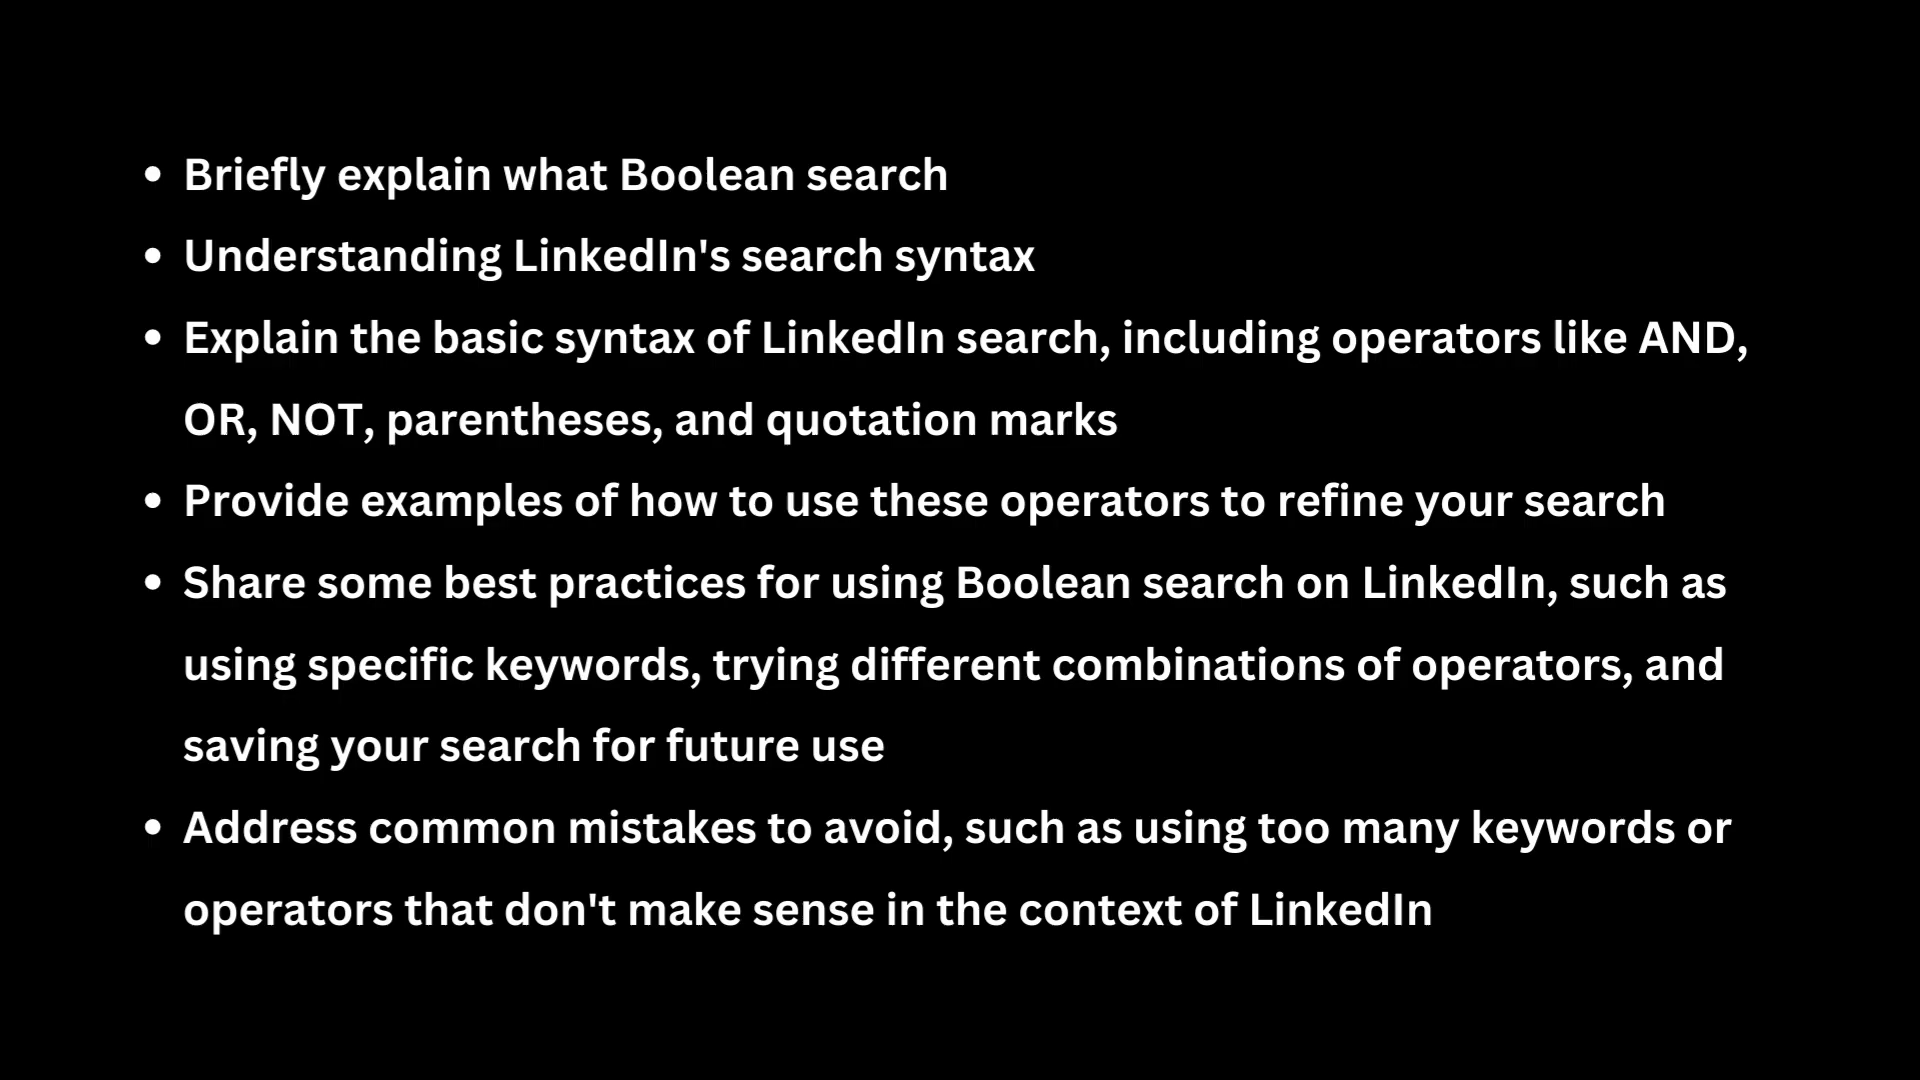 • Briefly explain what Boolean search
• Understanding LinkedIn's search syntax
• Explain the basic syntax of LinkedIn search, including operators like AND,
OR, NOT, parentheses, and quotation marks
• Provide examples of how to use these operators to refine your search
• Share some best practices for using Boolean search on LinkedIn, such as
using specific keywords, trying different combinations of operators, and
saving your search for future use
• Address common mistakes to avoid, such as using too many keywords or
operators that don't make sense in the context of LinkedIn